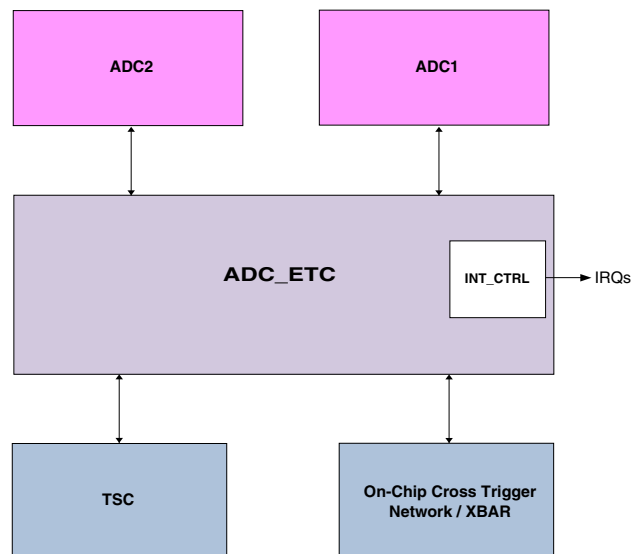 ADC2
ADC1
ADC_ETC
INT_CTRL
IRQs
TSC
On-Chip Cross Trigger
Network / XBAR